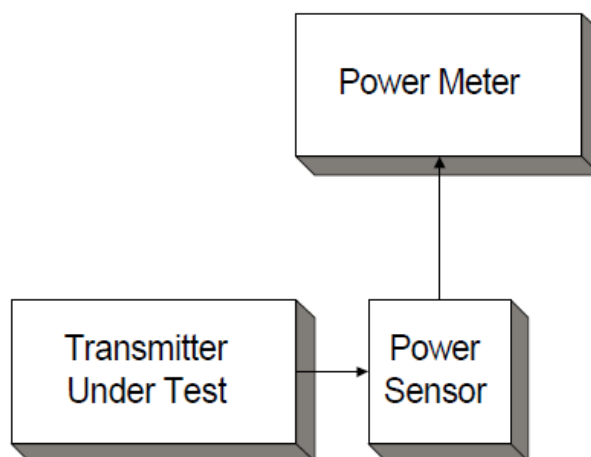 Power Meter
Transmitter
Under Test
Power
Sensor